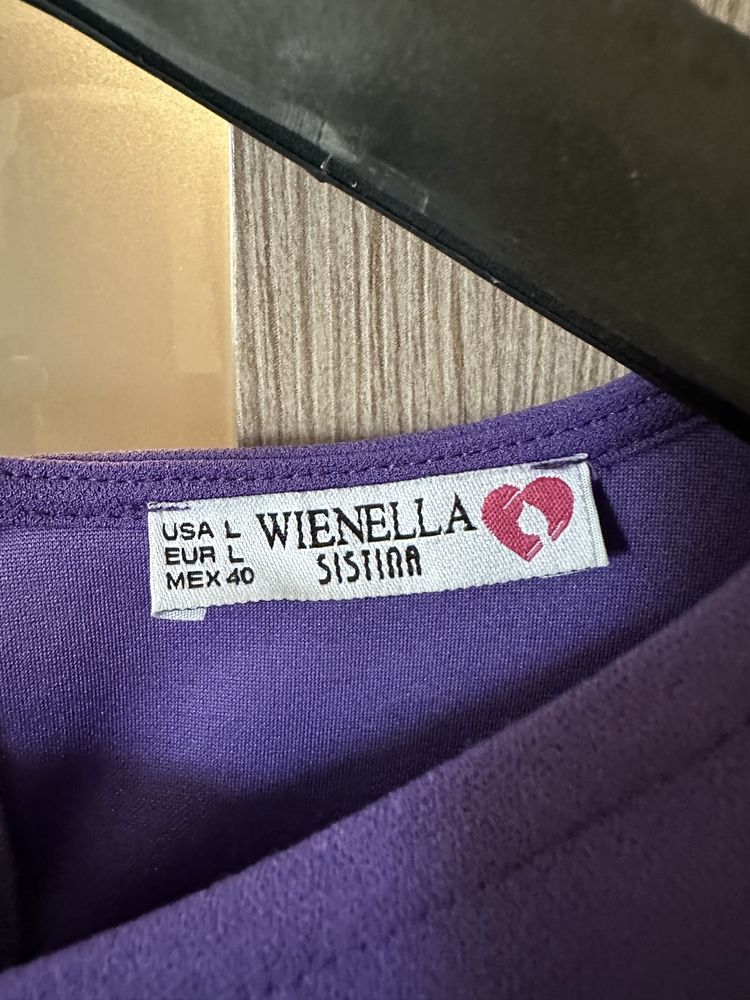 USA L
EUR L
MEX 40
WIENELLA
SISTINA